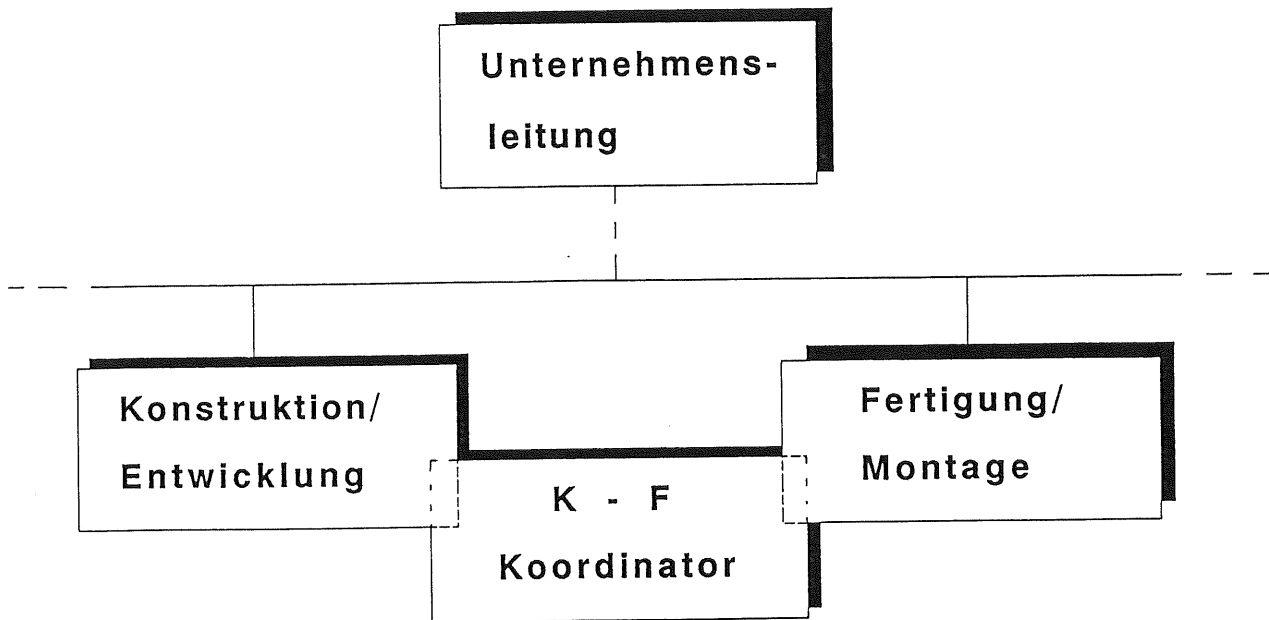 Unternehmens-
leitung
Konstruktion/
Entwicklung
Fertigung/
Montage
K - F
Koordinator